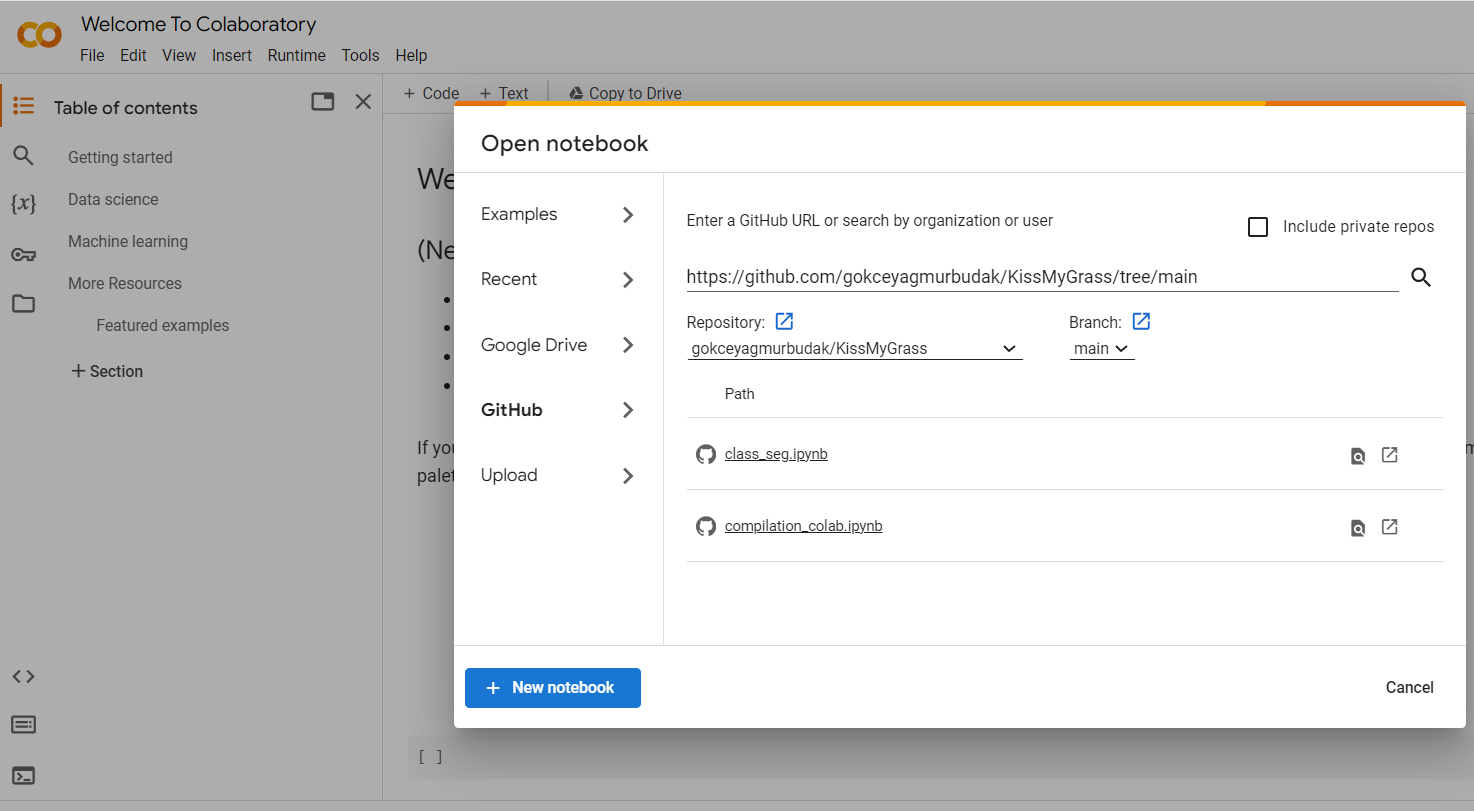 Welcome To Colaboratory
File Edit View Insert Runtime Tools Help
Table of contents
Getting started
Data science
Machine learning
More Resources
Featured examples
+ Section
+ Code + Text Copy to Drive
We
(Ne
If you
palet
[ ]
Open notebook
Examples
Recent
Google Drive
GitHub
Upload
Enter a GitHub URL or search by organization or user
Include private repos
https://github.com/gokceyagmurbudak/KissMyGrass/tree/main
Repository: Branch:
gokceyagmurbudak/KissMyGrass main
Path
class_seg.ipynb
compilation_colab.ipynb
+ New notebook
Cancel